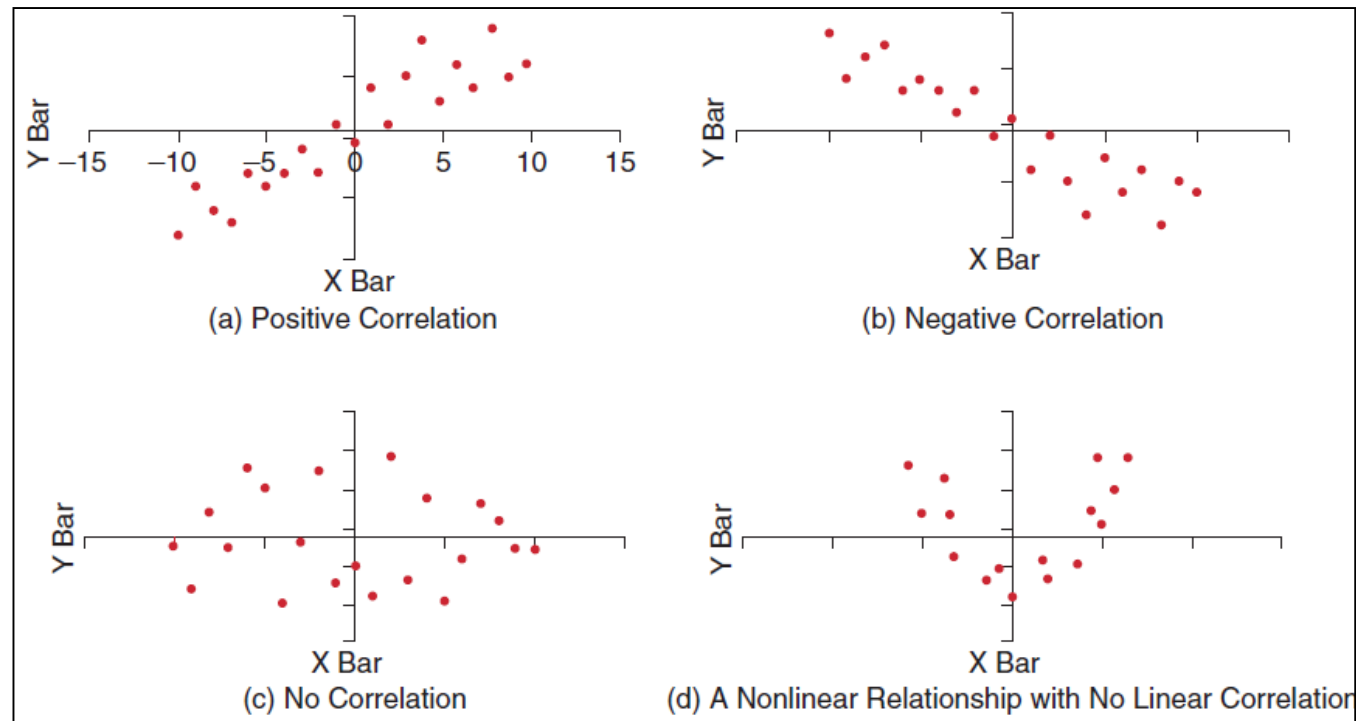 Y Bar
−15 −10 −5 0 5 10 15
X Bar
(a) Positive Correlation
Y Bar
X Bar
(b) Negative Correlation
Y Bar
X Bar
(c) No Correlation
Y Bar
X Bar
(d) A Nonlinear Relationship with No Linear Correlation